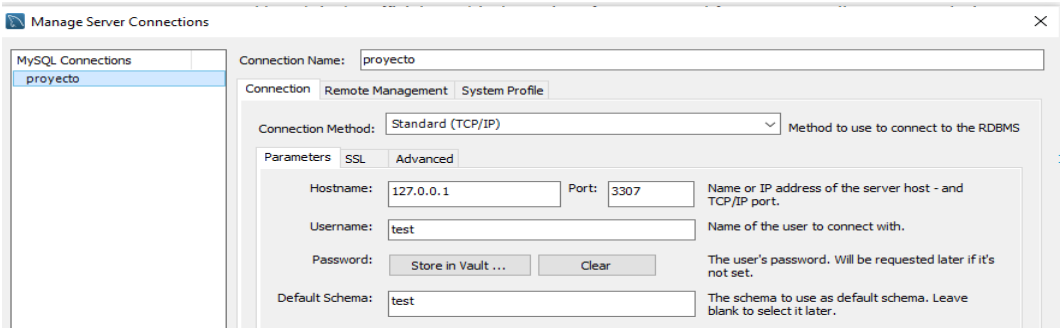 Manage Server Connections
MySQL Connections
proyecto
Connection Name: proyecto
Connection Remote Management System Profile
Connection Method: Standard (TCP/IP) Method to use to connect to the RDBMS
Parameters SSL Advanced
Hostname: 127.0.0.1 Port: 3307 Name or IP address of the server host - and
TCP/IP port.
Username: test Name of the user to connect with.
Password: Store in Vault ... Clear The user's password. Will be requested later if it's
not set.
Default Schema: test The schema to use as default schema. Leave
blank to select it later.